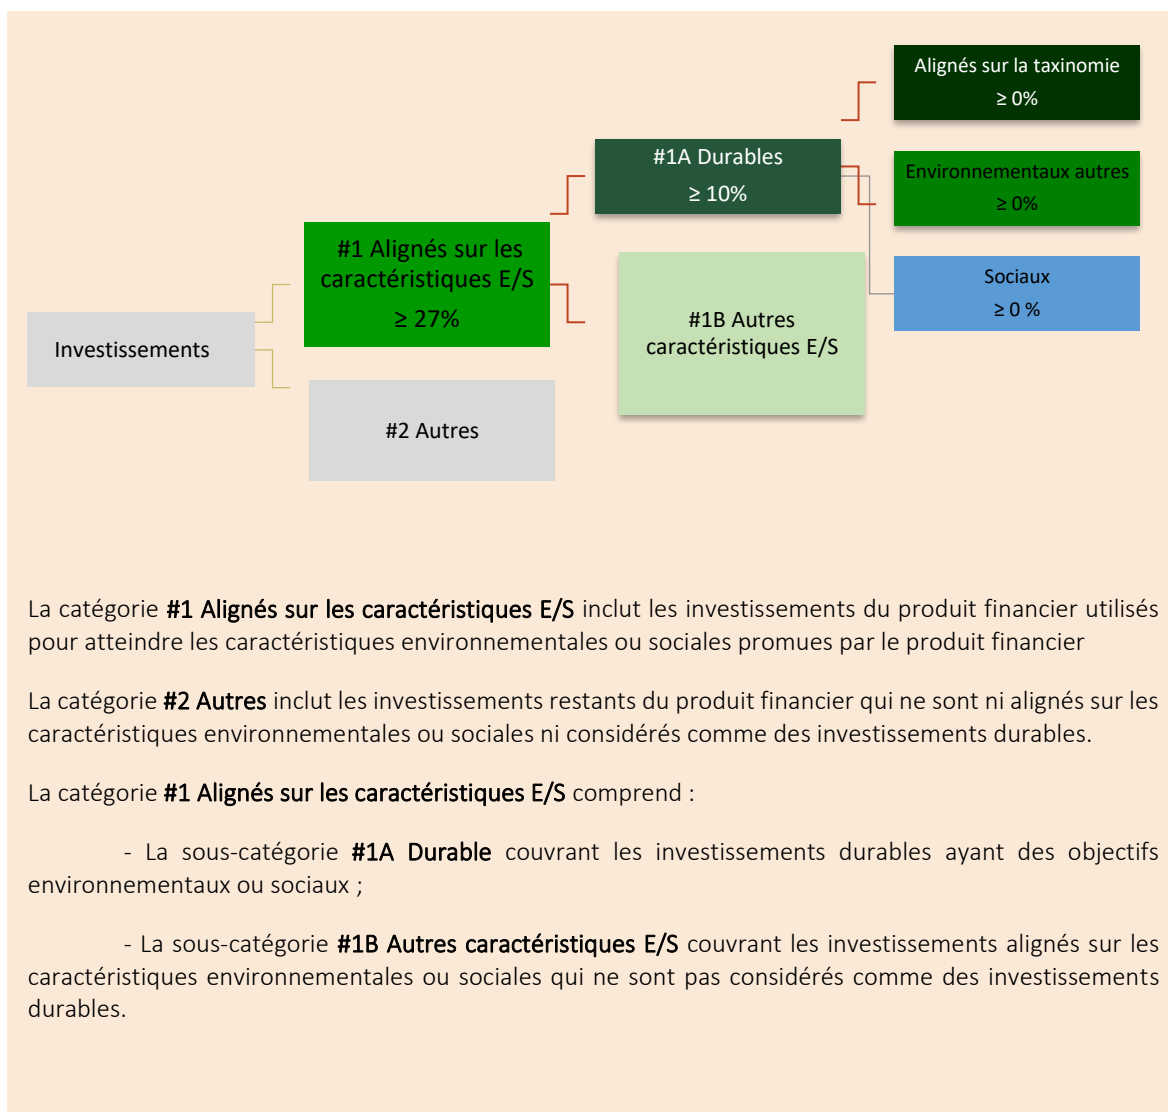 Alignés sur la taxinomie
≥ 0%
#1A Durables
≥ 10%
Environnementaux autres
≥ 0%
#1 Alignés sur les
caractéristiques E/S
≥ 27%
Sociaux
≥ 0 %
#1B Autres
caractéristiques E/S
Investissements
#2 Autres
La catégorie #1 Alignés sur les caractéristiques E/S inclut les investissements du produit financier utilisés
pour atteindre les caractéristiques environnementales ou sociales promues par le produit financier
La catégorie #2 Autres inclut les investissements restants du produit financier qui ne sont ni alignés sur les
caractéristiques environnementales ou sociales ni considérés comme des investissements durables.
La catégorie #1 Alignés sur les caractéristiques E/S comprend :
- La sous-catégorie #1A Durable couvrant les investissements durables ayant des objectifs
environnementaux ou sociaux ;
- La sous-catégorie #1B Autres caractéristiques E/S couvrant les investissements alignés sur les
caractéristiques environnementales ou sociales qui ne sont pas considérés comme des investissements
durables.